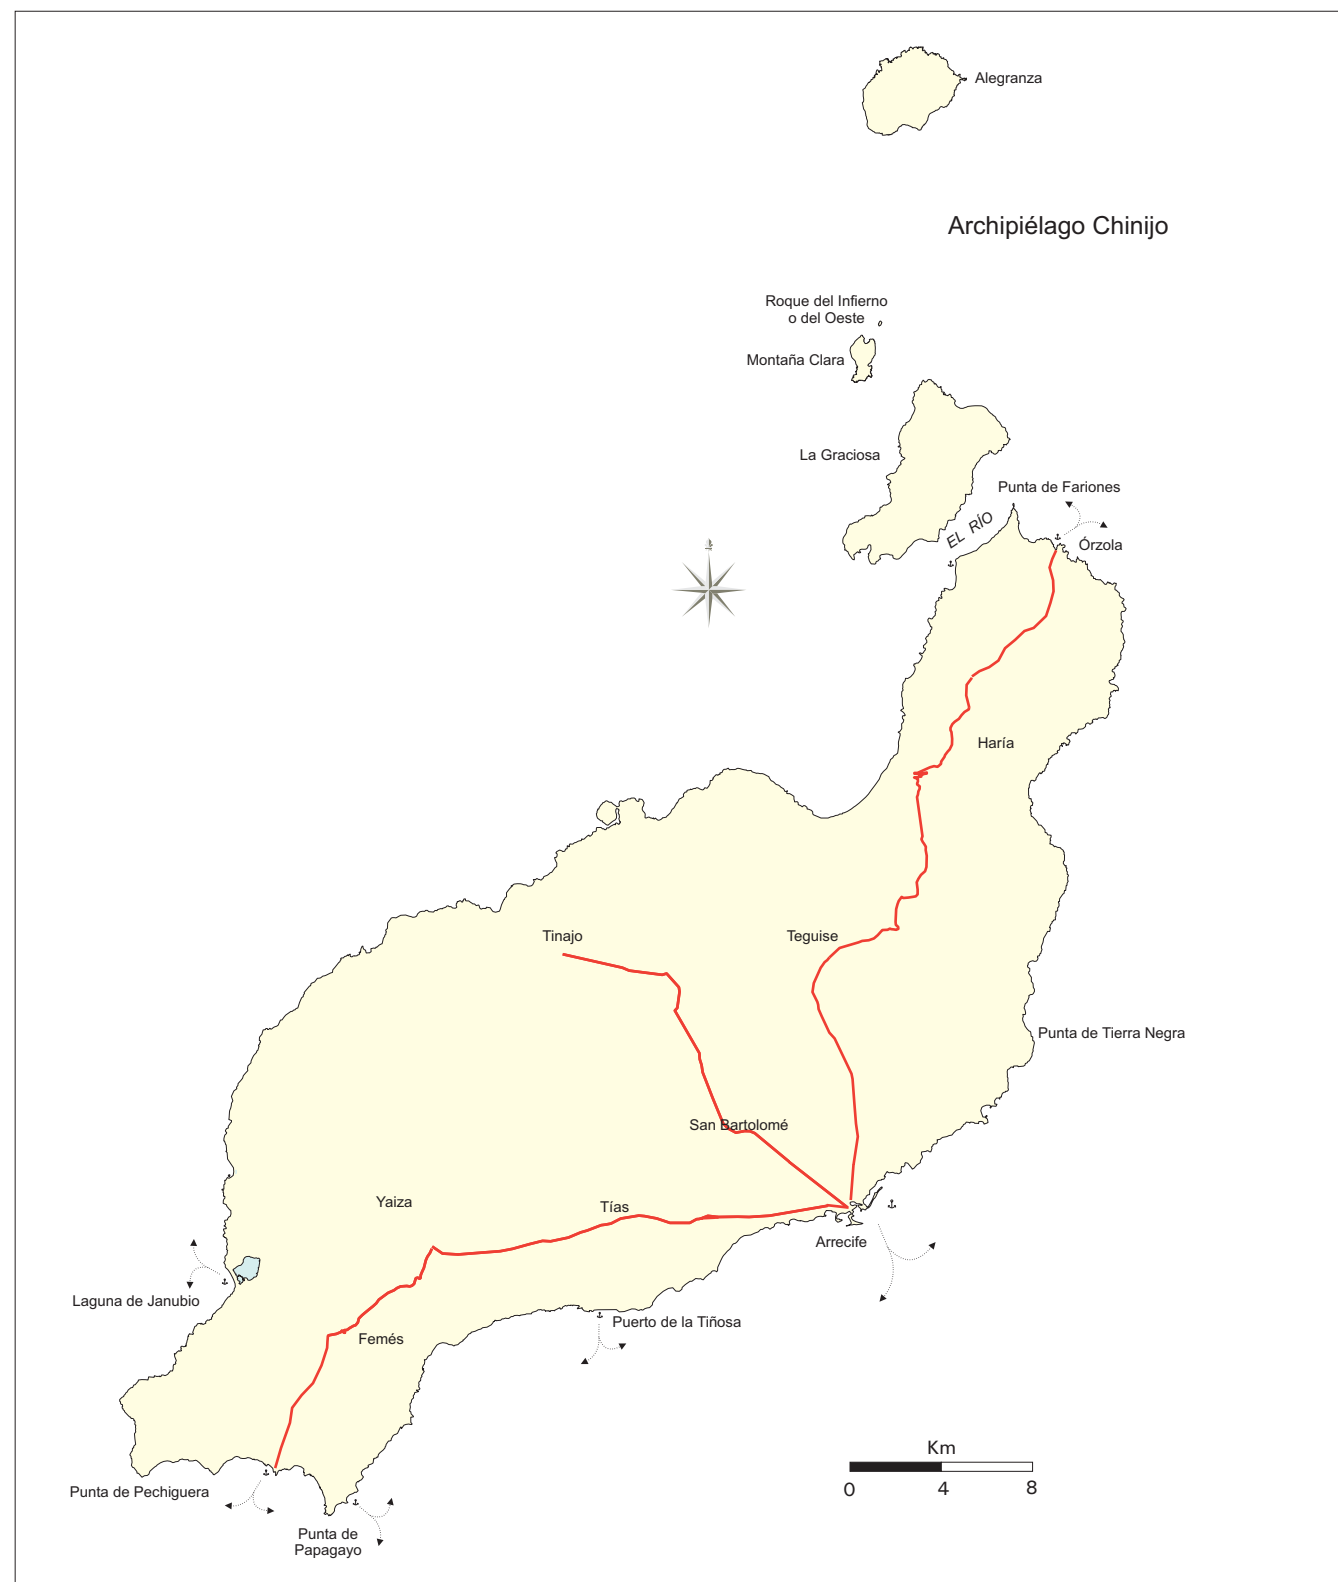 Alegranza
Archipiélago Chinijo
Roque del Infierno
o del Oeste
Montaña Clara
La Graciosa
Punta de Fariones
EL RÍO
Órzola
Haría
Tinajo
Teguise
Punta de Tierra Negra
San Bartolomé
Yaiza
Tías
Arrecife
Laguna de Janubio
Puerto de la Tiñosa
Femés
Km
0 4 8
Punta de Pechiguera
Punta de
Papagayo